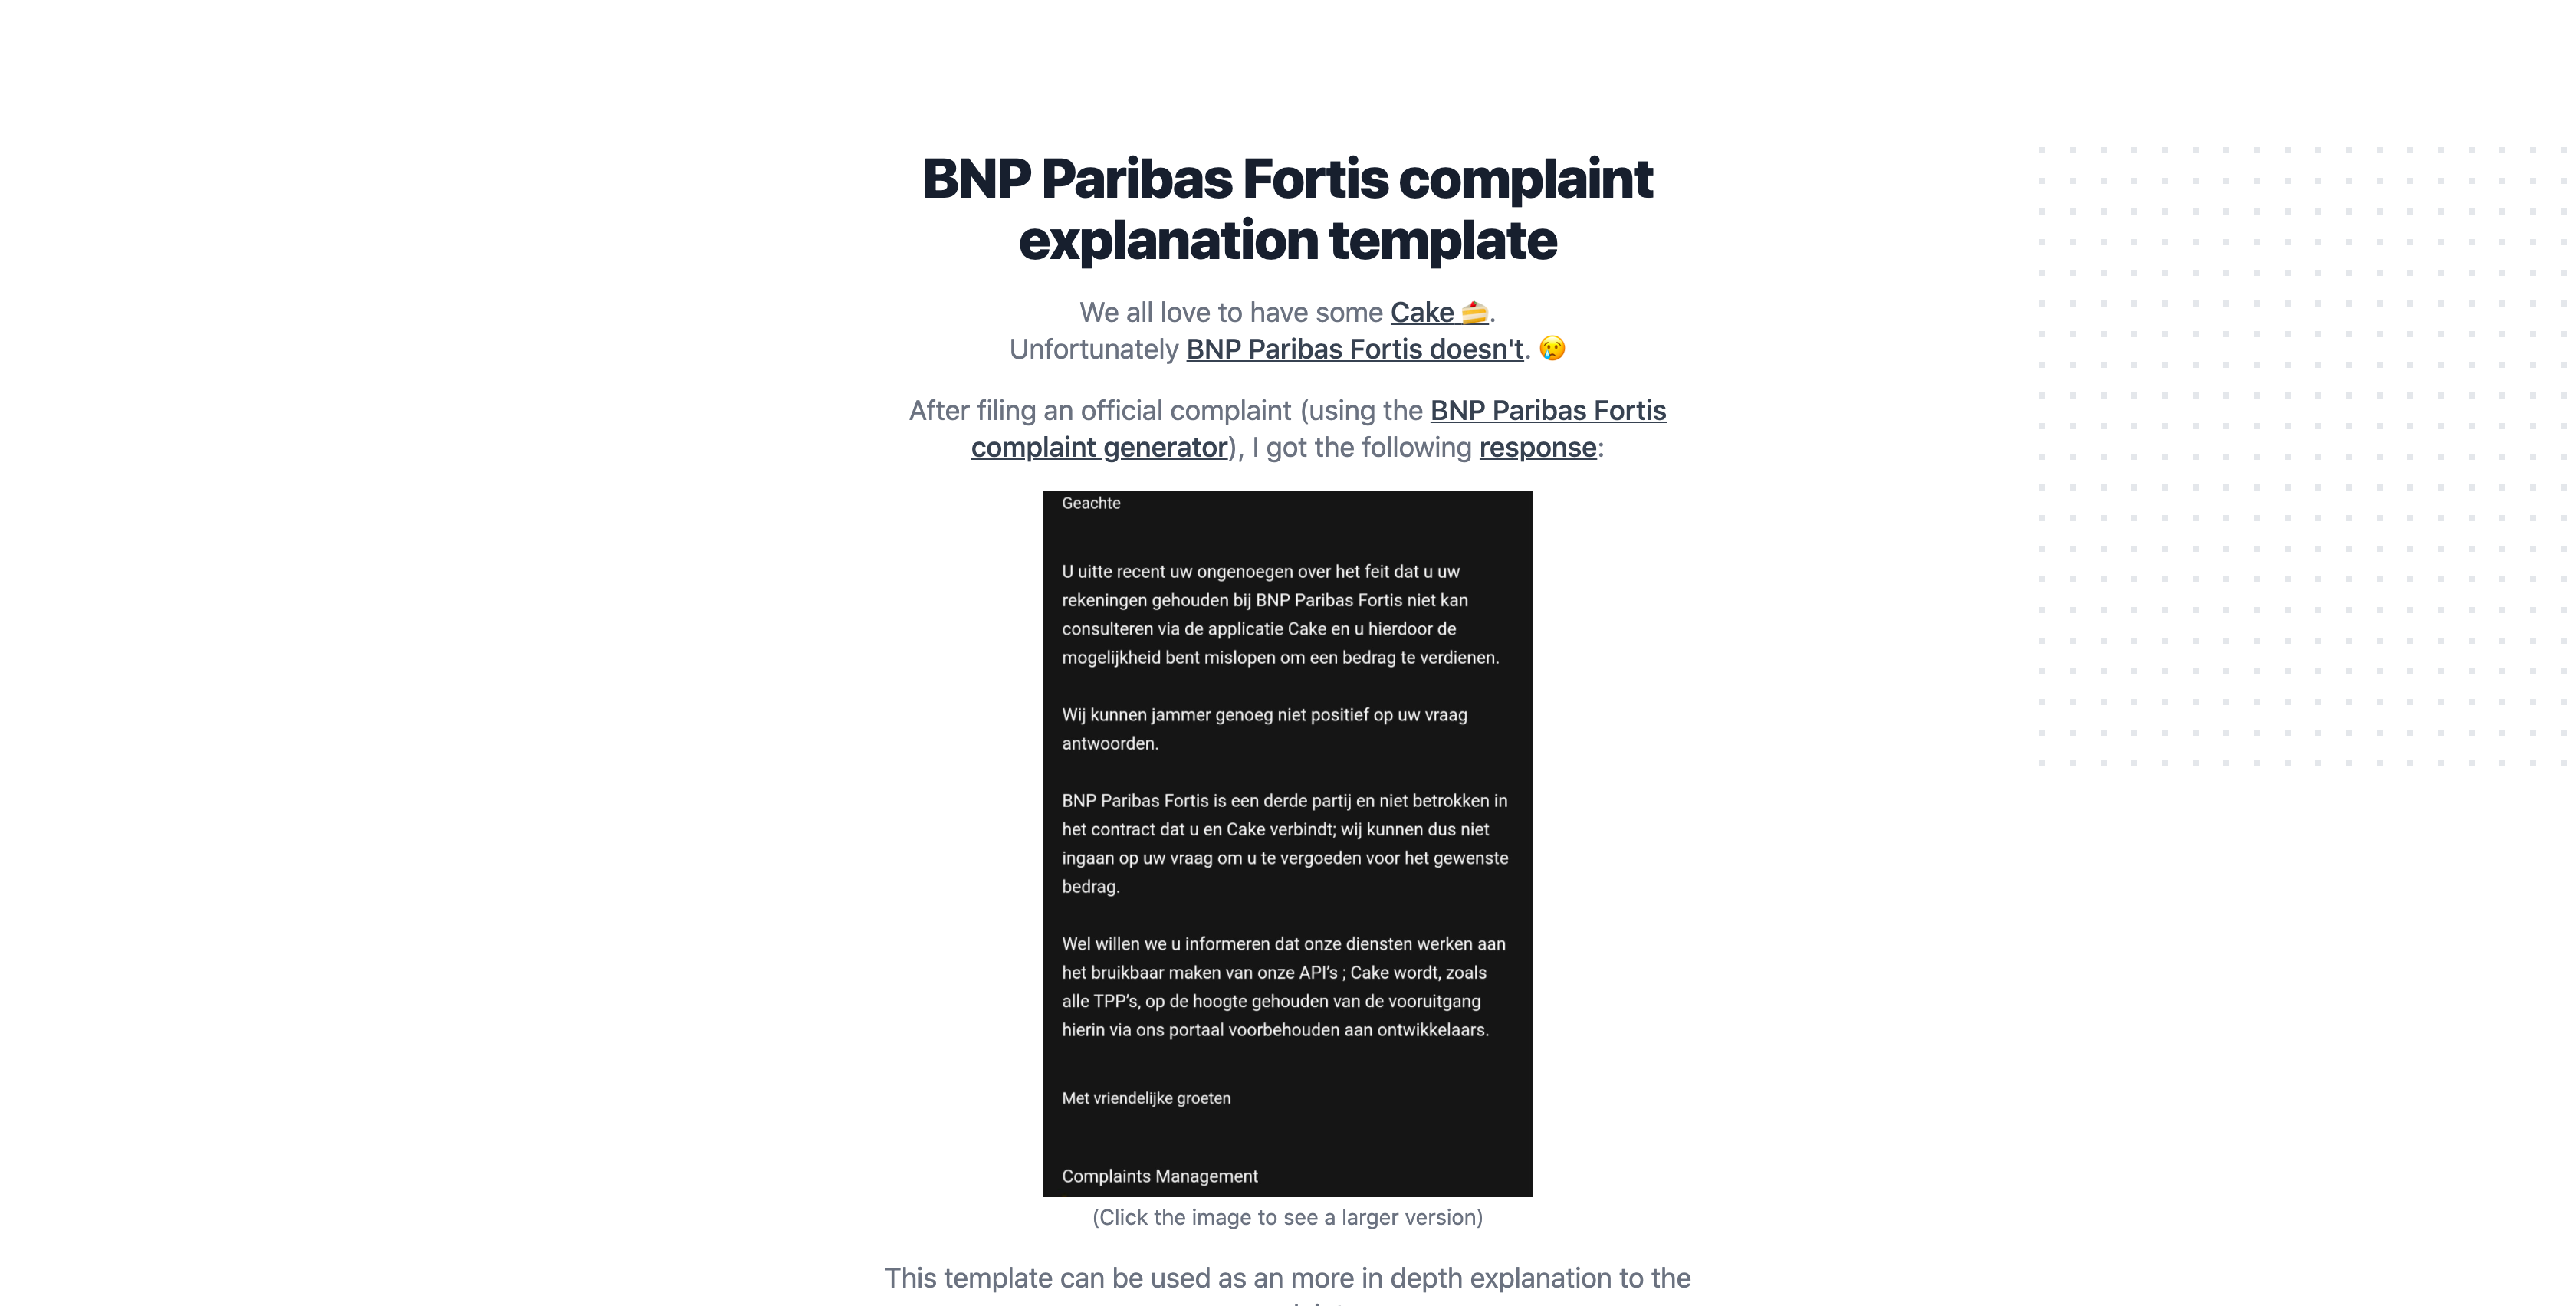 BNP Paribas Fortis complaint
explanation template
We all love to have some Cake 🍰.
Unfortunately BNP Paribas Fortis doesn't. 😢
After filing an official complaint (using the BNP Paribas Fortis
complaint generator), I got the following response:
Geachte
U uitte recent uw ongenoegen over het feit dat u uw
rekeningen gehouden bij BNP Paribas Fortis niet kan
consulteren via de applicatie Cake en u hierdoor de
mogelijkheid bent mislopen om een bedrag te verdienen.
Wij kunnen jammer genoeg niet positief op uw vraag
antwoorden.
BNP Paribas Fortis is een derde partij en niet betrokken in
het contract dat u en Cake verbindt; wij kunnen dus niet
ingaan op uw vraag om u te vergoeden voor het gewenste
bedrag.
Wel willen we u informeren dat onze diensten werken aan
het bruikbaar maken van onze API’s ; Cake wordt, zoals
alle TPP’s, op de hoogte gehouden van de vooruitgang
hierin via ons portaal voorbehouden aan ontwikkelaars.
Met vriendelijke groeten
Complaints Management
(Click the image to see a larger version)
This template can be used as an more in depth explanation to the